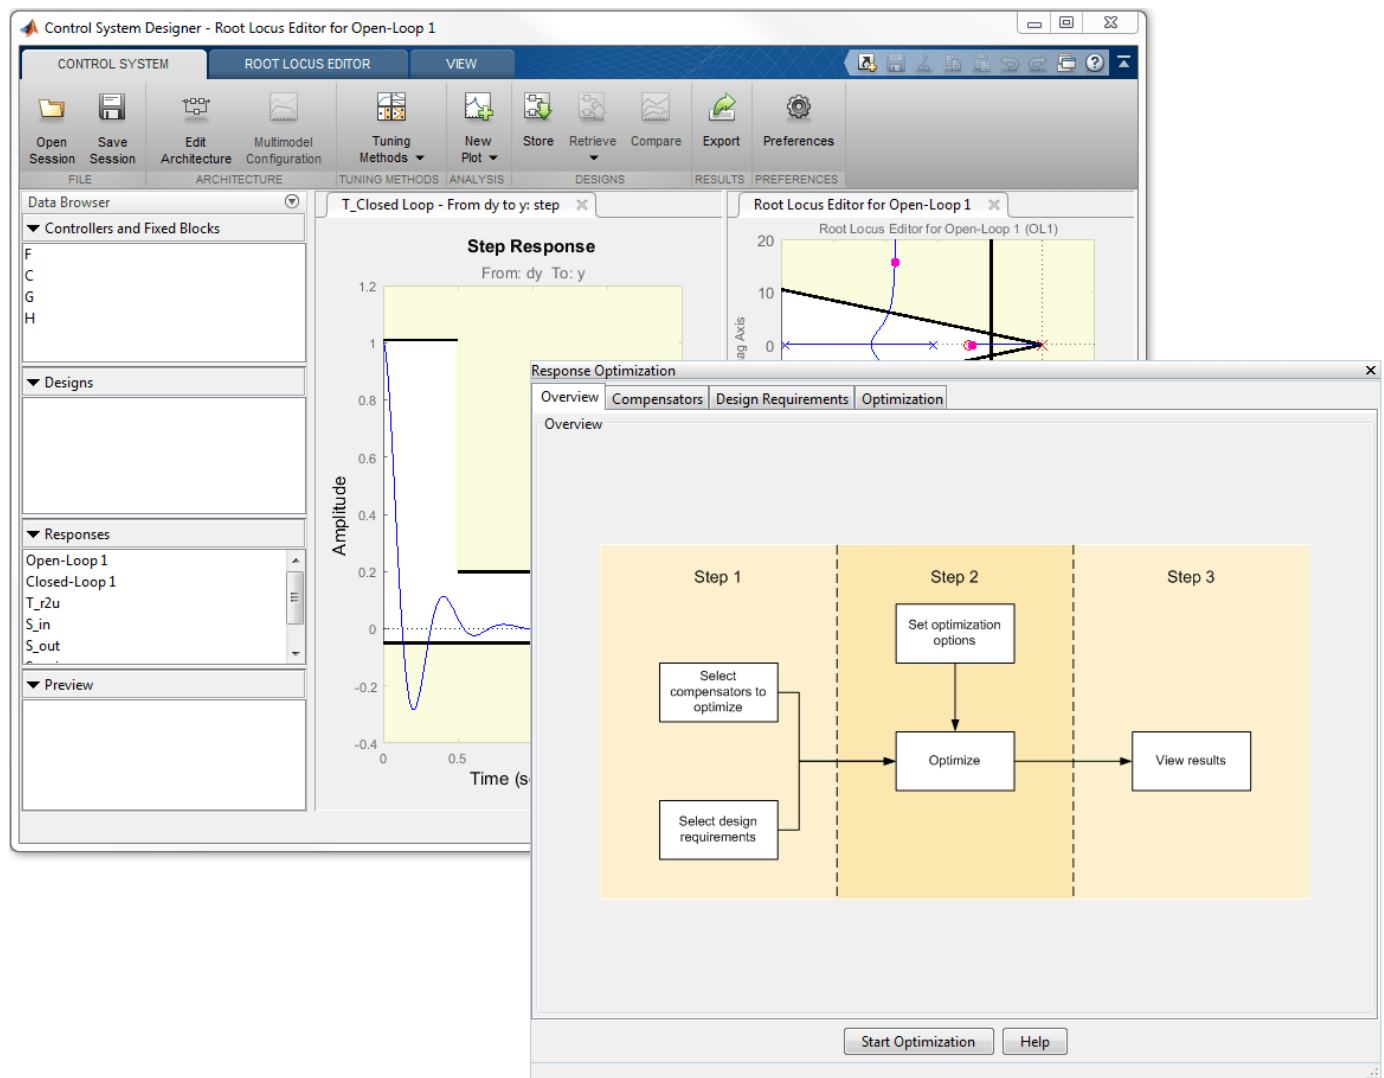 Control System Designer - Root Locus Editor for Open-Loop 1
CONTROL SYSTEM
ROOT LOCUS EDITOR
VIEW
Open Session
Save Session
Edit Architecture
Multimodel Configuration
Tuning Methods
New Plot
Store
Retrieve
Compare
Export
Preferences
FILE
ARCHITECTURE
TUNING METHODS
ANALYSIS
DESIGNS
RESULTS
PREFERENCES
Data Browser
Controllers and Fixed Blocks
F
C
G
H
Designs
Responses
Open-Loop 1
Closed-Loop 1
T_r2u
S_in
S_out
Preview
T_Closed Loop - From dy to y: step
Step Response
From: dy To: y
1.2
1
0.8
0.6
0.4
0.2
0
-0.2
-0.4
Amplitude
0
0.5
Time (s
Root Locus Editor for Open-Loop 1
Root Locus Editor for Open-Loop 1 (OL1)
20
10
0
ag Axis
Response Optimization
Overview
Compensators
Design Requirements
Optimization
Overview
Step 1
Step 2
Step 3
Set optimization
options
Select
compensators to
optimize
Optimize
View results
Select design
requirements
Start Optimization
Help